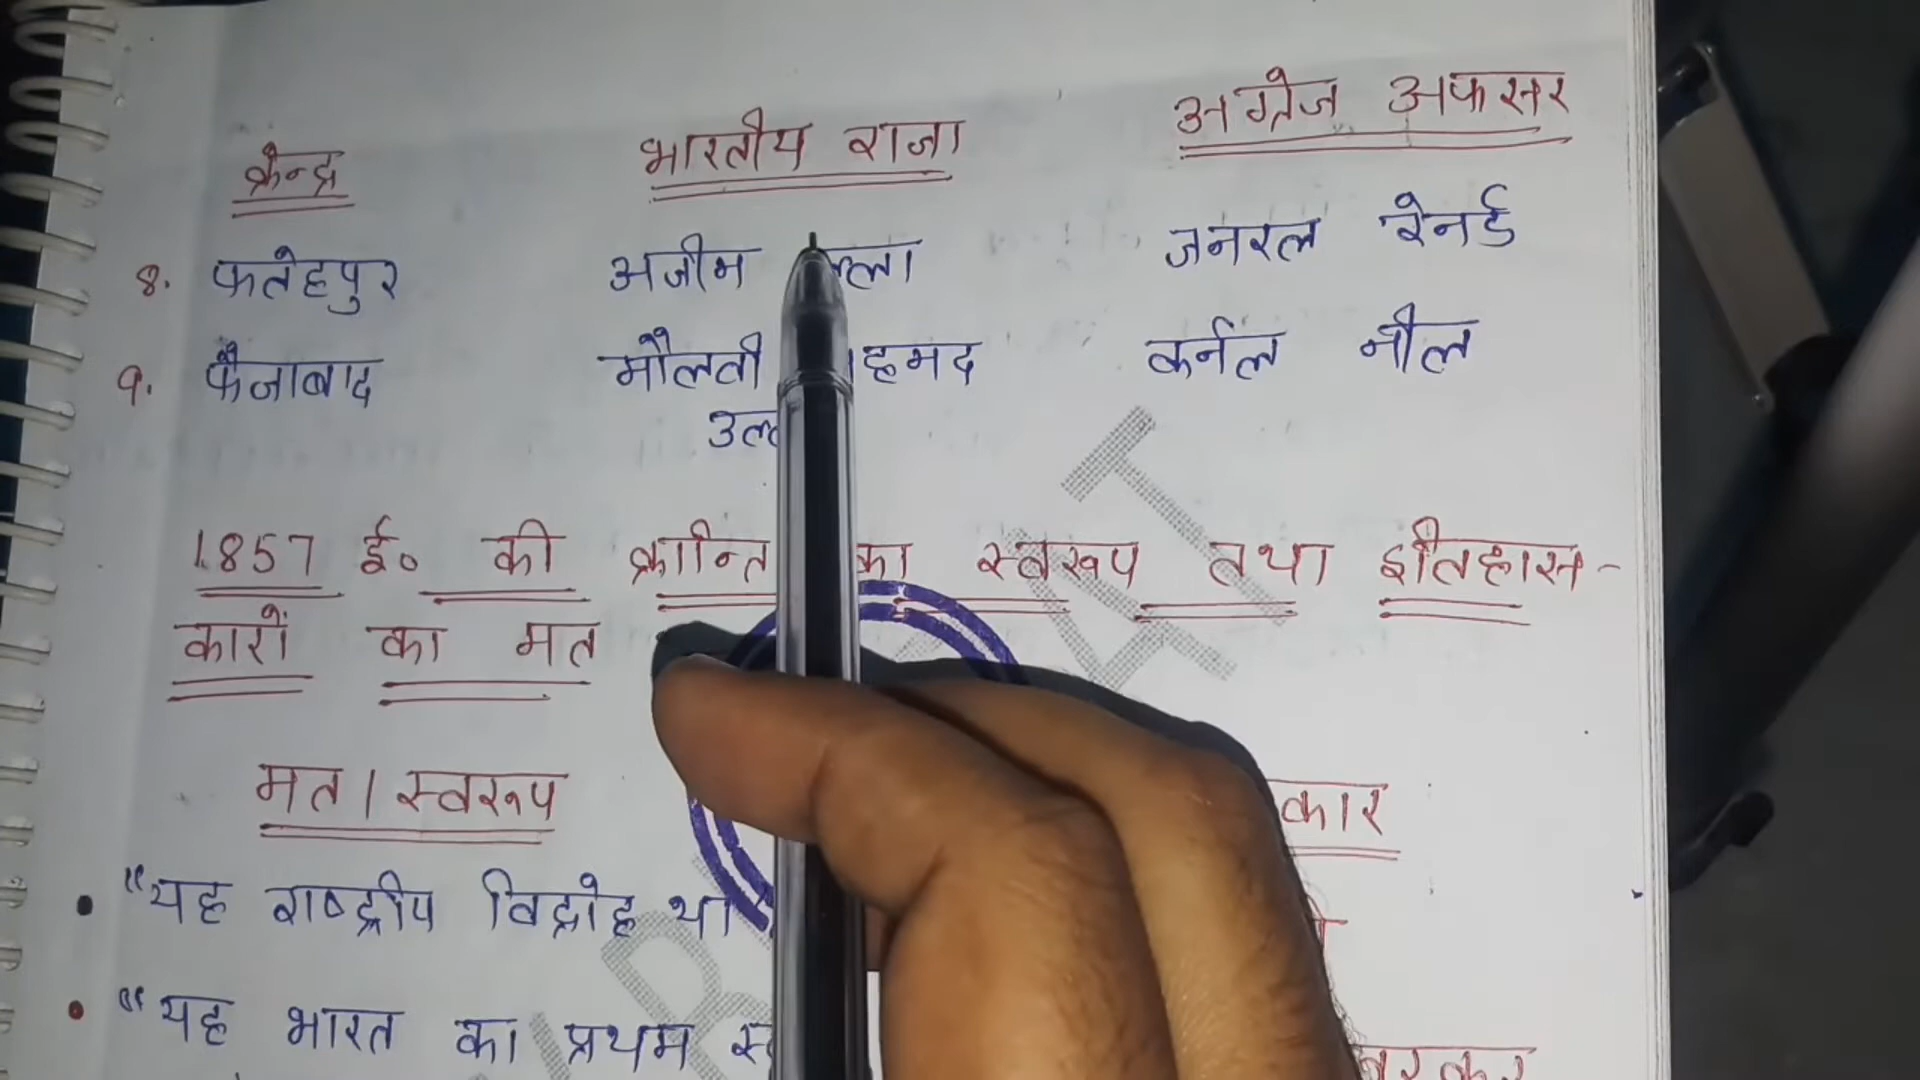 केन्द्र भारतीय राजा अंग्रेज अफसर
8. फतेहपुर अजीम जनरल रेनर्ड
9. फैजाबाद मौलवी कर्नल नील
1857 ई० की क्रान्ति का स्वरूप तथा इतिहास-
कारों का मत
मत / स्वरूप
• "यह राष्ट्रीय विद्रोह था
• "यह भारत का प्रथम